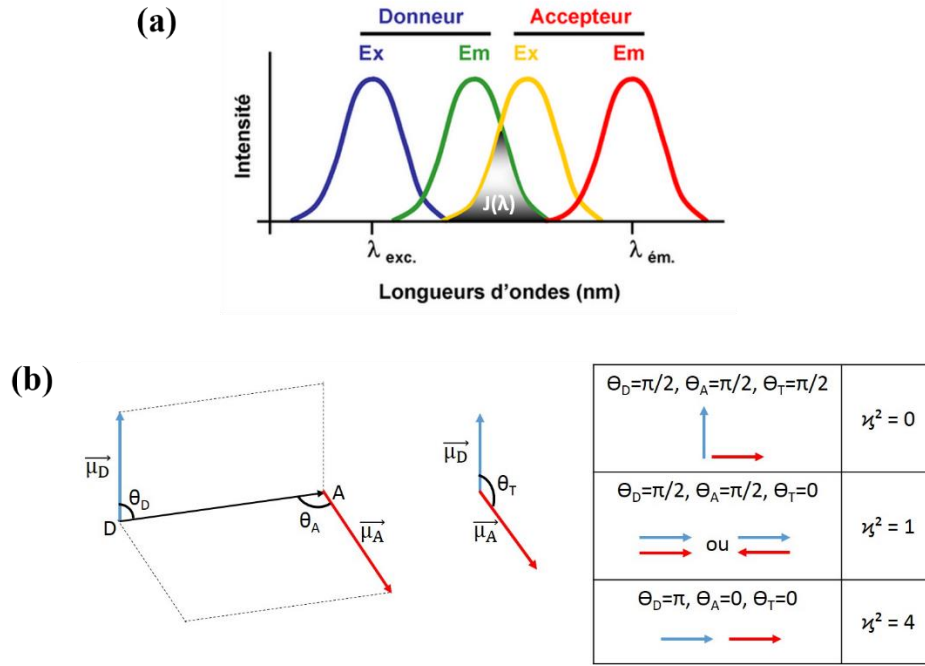 (a)
Donneur Accepteur
Ex Em Ex Em
Intensité
J(λ)
λ exc. λ ém.
Longueurs d'ondes (nm)
(b)
μD
θD
D
A
θA
μA
μD
θT
μA
ϴD=π/2, ϴA=π/2, ϴT=π/2
ϰ² = 0
ϴD=π/2, ϴA=π/2, ϴT=0
ou
ϰ² = 1
ϴD=π, ϴA=0, ϴT=0
ϰ² = 4